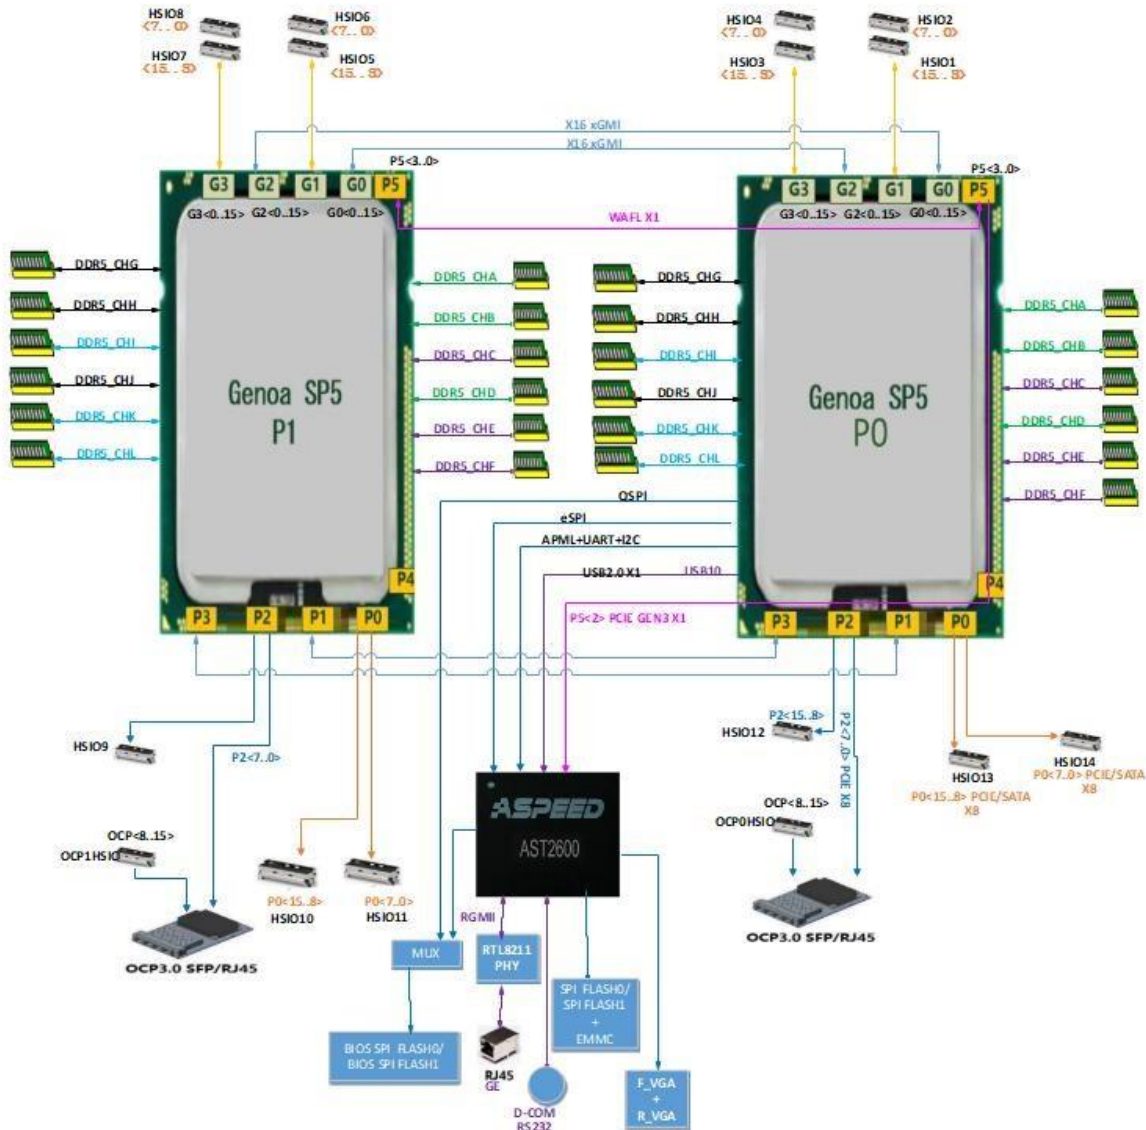 HSIO8
<7..0>
HSIO7
<15..8>
HSIO6
<7..0>
HSIO5
<15..8>
HSIO4
<7..0>
HSIO3
<15..8>
HSIO2
<7..0>
HSIO1
<15..8>
X16 xGMI
X16 xGMI
P5<3..0>
P5<3..0>
G3 G2 G1 G0 P5
G3<0..15> G2<0..15> G0<0..15>
G3 G2 G1 G0 P5
G3<0..15> G2<0..15> G0<0..15>
WAFL X1
DDR5_CHG
DDR5_CHH
DDR5_CHI
DDR5_CHJ
DDR5_CHK
DDR5_CHL
Genoa SP5
P1
DDR5_CHA
DDR5_CHB
DDR5_CHC
DDR5_CHD
DDR5_CHE
DDR5_CHF
DDR5_CHG
DDR5_CHH
DDR5_CHI
DDR5_CHJ
DDR5_CHK
DDR5_CHL
Genoa SP5
P0
DDR5_CHA
DDR5_CHB
DDR5_CHC
DDR5_CHD
DDR5_CHE
DDR5_CHF
QSPI
eSPI
APML+UART+I2C
USB2.0 X1 USB10
P5<2> PCIE GEN3 X1
P4
P3 P2 P1 P0
P4
P3 P2 P1 P0
HSIO9
P2<7..0>
OCP<8..15>
OCP1HSIO
P0<15..8>
HSIO10
P0<7..0>
HSIO11
OCP3.0 SFP/RJ45
P2<15..8>
HSIO12
P2<7..0> PCIE X8
HSIO13
P0<15..8> PCIE/SATA
X8
HSIO14
P0<7..0> PCIE/SATA
X8
OCP<8..15>
OCP0HSIO
OCP3.0 SFP/RJ45
ASPEED
AST2600
RGMII
MUX
RTL8211
PHY
SPI FLASH0/
SPI FLASH1
+
EMMC
BIOS SPI FLASH0/
BIOS SPI FLASH1
RJ45
GE
D-COM
RS232
F_VGA
+
R_VGA